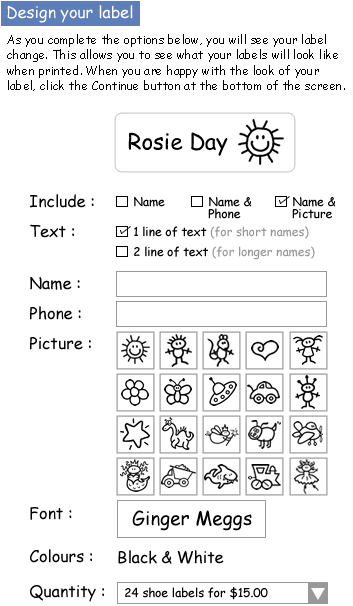 Design your label
As you complete the options below, you will see your label
change. This allows you to see what your labels will look like
when printed. When you are happy with the look of your
label, click the Continue button at the bottom of the screen.
Rosie Day
Include : Name Name & Phone Name & Picture
Text : 1 line of text (for short names)
2 line of text (for longer names)
Name :
Phone :
Picture :
Font : Ginger Meggs
Colours : Black & White
Quantity : 24 shoe labels for $15.00